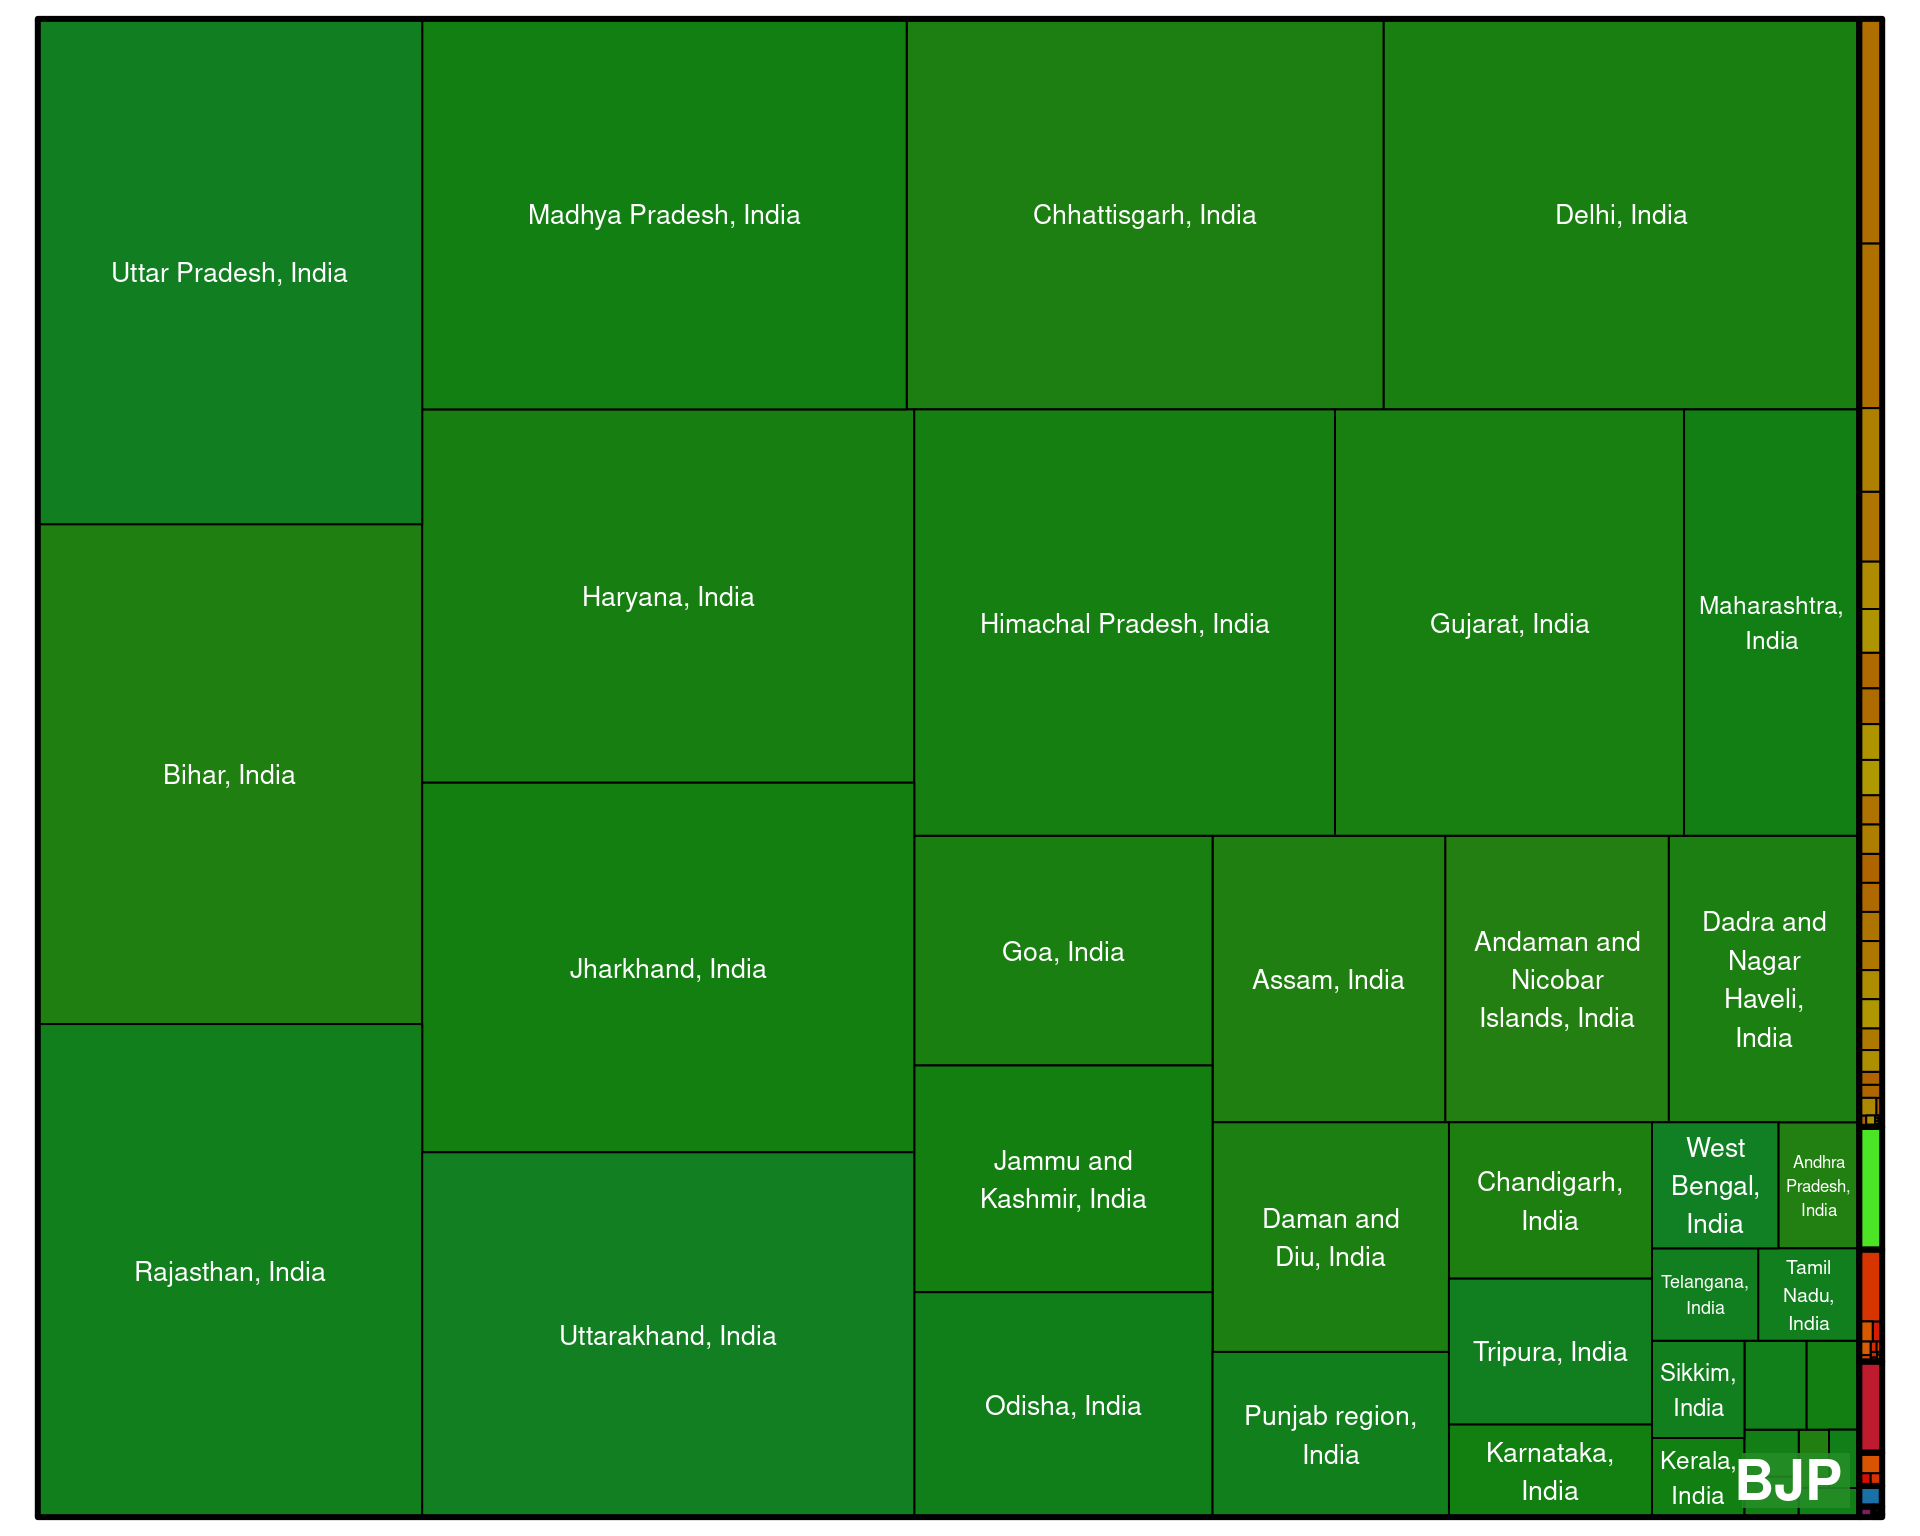 Uttar Pradesh, India
Madhya Pradesh, India
Chhattisgarh, India
Delhi, India
Bihar, India
Haryana, India
Himachal Pradesh, India
Gujarat, India
Maharashtra,
India
Rajasthan, India
Jharkhand, India
Uttarakhand, India
Goa, India
Assam, India
Andaman and
Nicobar
Islands, India
Dadra and
Nagar
Haveli,
India
Jammu and
Kashmir, India
Odisha, India
Daman and
Diu, India
Punjab region,
India
Chandigarh,
India
Tripura, India
Karnataka,
India
West
Bengal,
India
Andhra
Pradesh,
India
Telangana,
India
Tamil
Nadu,
India
Sikkim,
India
Kerala,
India
BJP